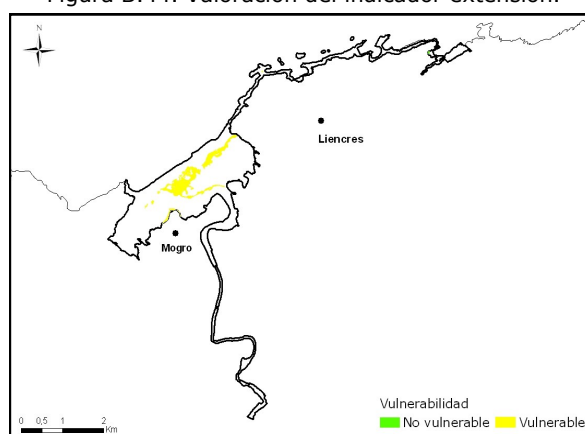 Figura B.14. Valoración del indicador extensión.
N
Liencres
Mogro
Vulnerabilidad
No vulnerable
Vulnerable
0 0,5 1 2
Km